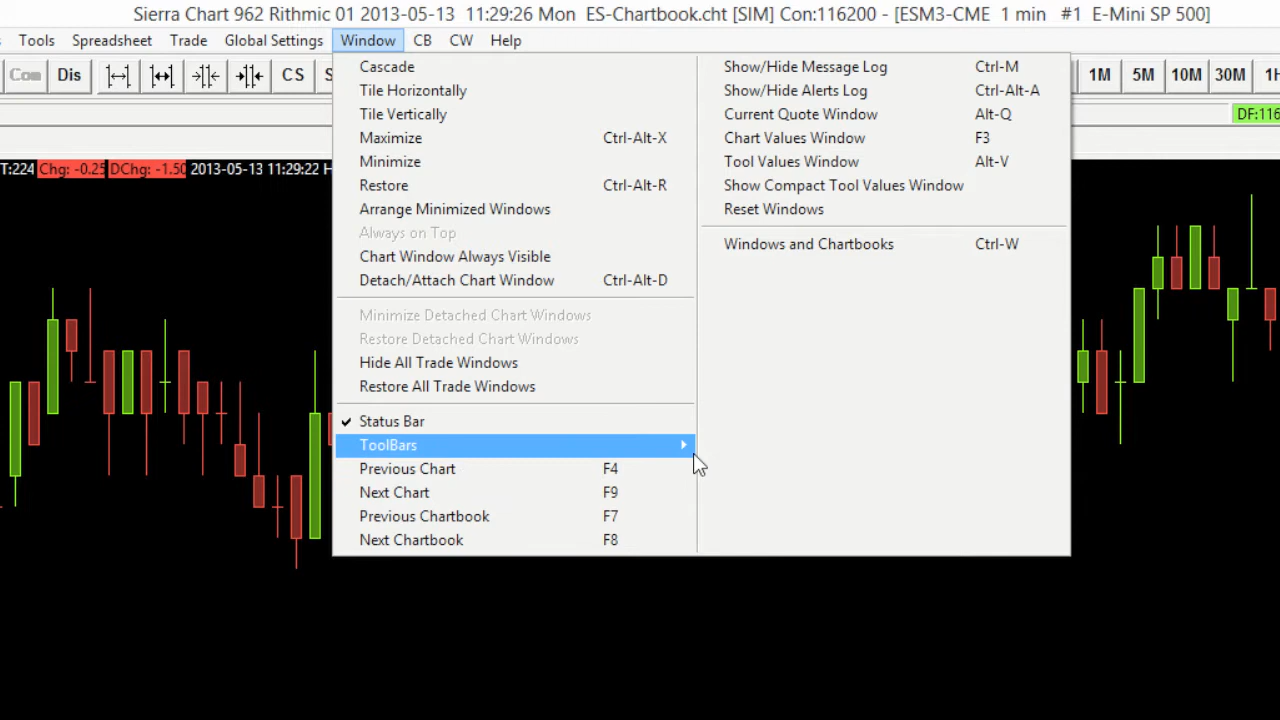 Sierra Chart 962 Rithmic 01 2013-05-13 11:29:26 Mon ES-Chartbook.cht [SIM] Con:116200 - [ESM3-CME 1 min #1 E-Mini SP 500]
Tools Spreadsheet Trade Global Settings Window CB CW Help
Com Dis CS 1M 5M 10M 30M
DF:116
T:224 Chg: -0.25 DChg: -1.50 2013-05-13 11:29:22
Cascade
Tile Horizontally
Tile Vertically
Maximize Ctrl-Alt-X
Minimize
Restore Ctrl-Alt-R
Arrange Minimized Windows
Always on Top
Chart Window Always Visible
Detach/Attach Chart Window Ctrl-Alt-D
Minimize Detached Chart Windows
Restore Detached Chart Windows
Hide All Trade Windows
Restore All Trade Windows
Status Bar
ToolBars
Previous Chart F4
Next Chart F9
Previous Chartbook F7
Next Chartbook F8
Show/Hide Message Log Ctrl-M
Show/Hide Alerts Log Ctrl-Alt-A
Current Quote Window Alt-Q
Chart Values Window F3
Tool Values Window Alt-V
Show Compact Tool Values Window
Reset Windows
Windows and Chartbooks Ctrl-W